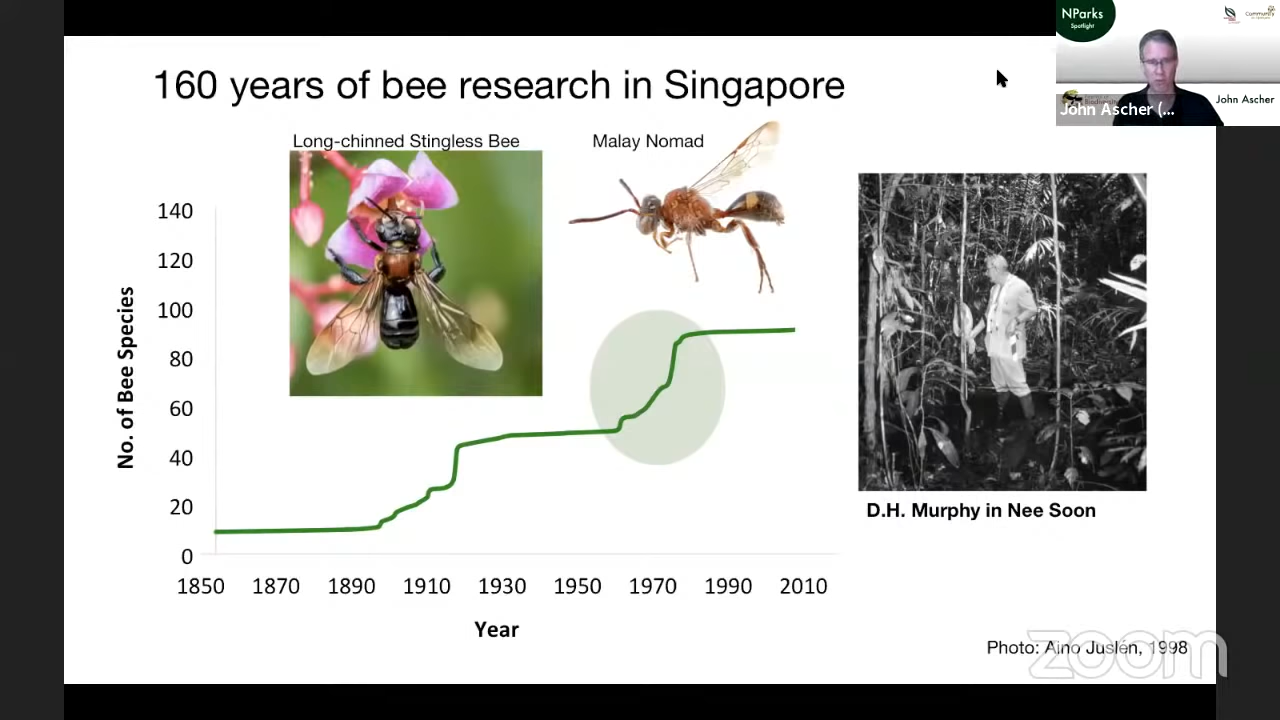 160 years of bee research in Singapore
NParks
Spotlight
John Ascher
John Ascher (...
Long-chinned Stingless Bee
Malay Nomad
No. of Bee Species
140
120
100
80
60
40
20
0
1850 1870 1890 1910 1930 1950 1970 1990 2010
Year
D.H. Murphy in Nee Soon
Photo: Aino Juslén, 1998
zoom